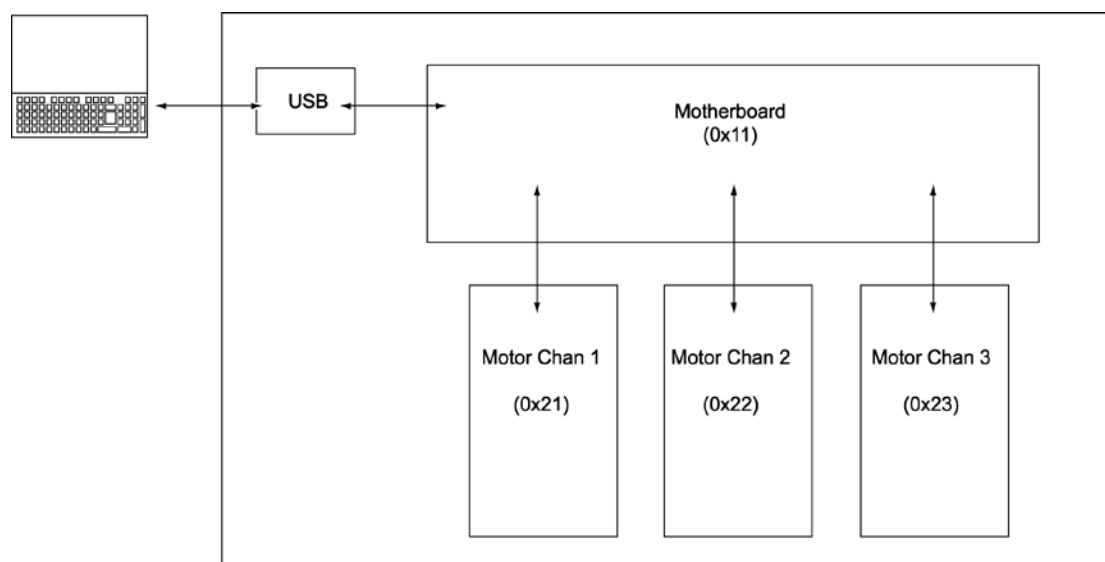 USB
Motherboard
(0x11)
Motor Chan 1
(0x21)
Motor Chan 2
(0x22)
Motor Chan 3
(0x23)